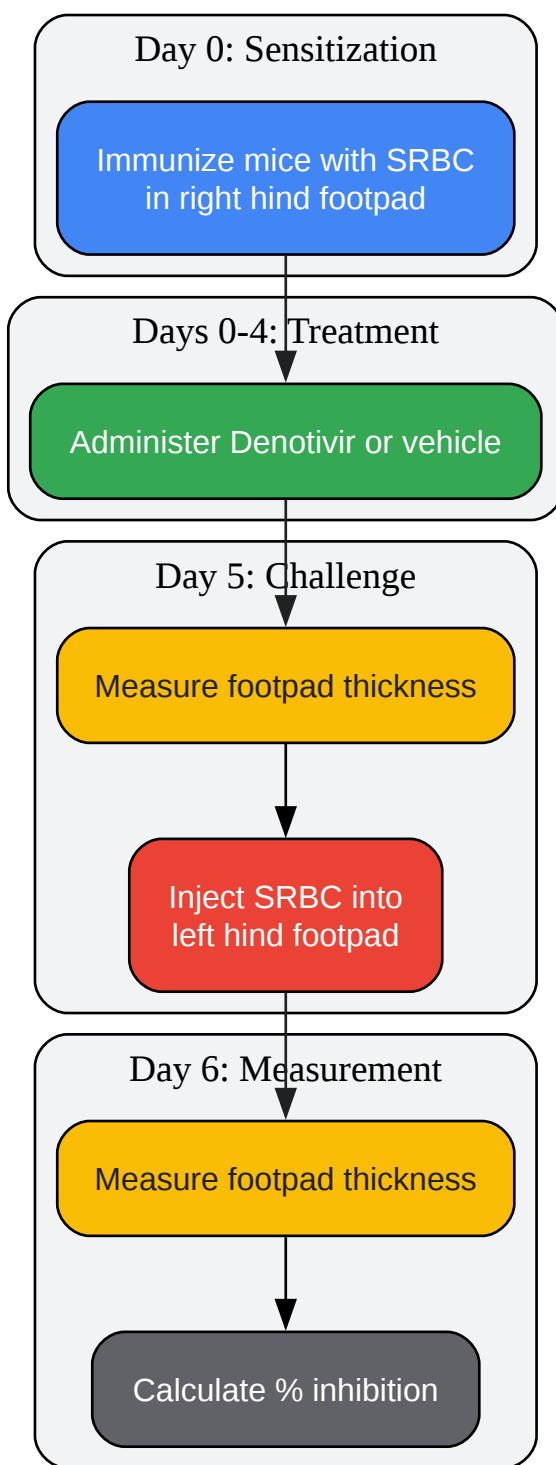 Day 0: Sensitization
Immunize mice with SRBC
in right hind footpad
Days 0-4: Treatment
Administer Denotivir or vehicle
Day 5: Challenge
Measure footpad thickness
Inject SRBC into
left hind footpad
Day 6: Measurement
Measure footpad thickness
Calculate % inhibition